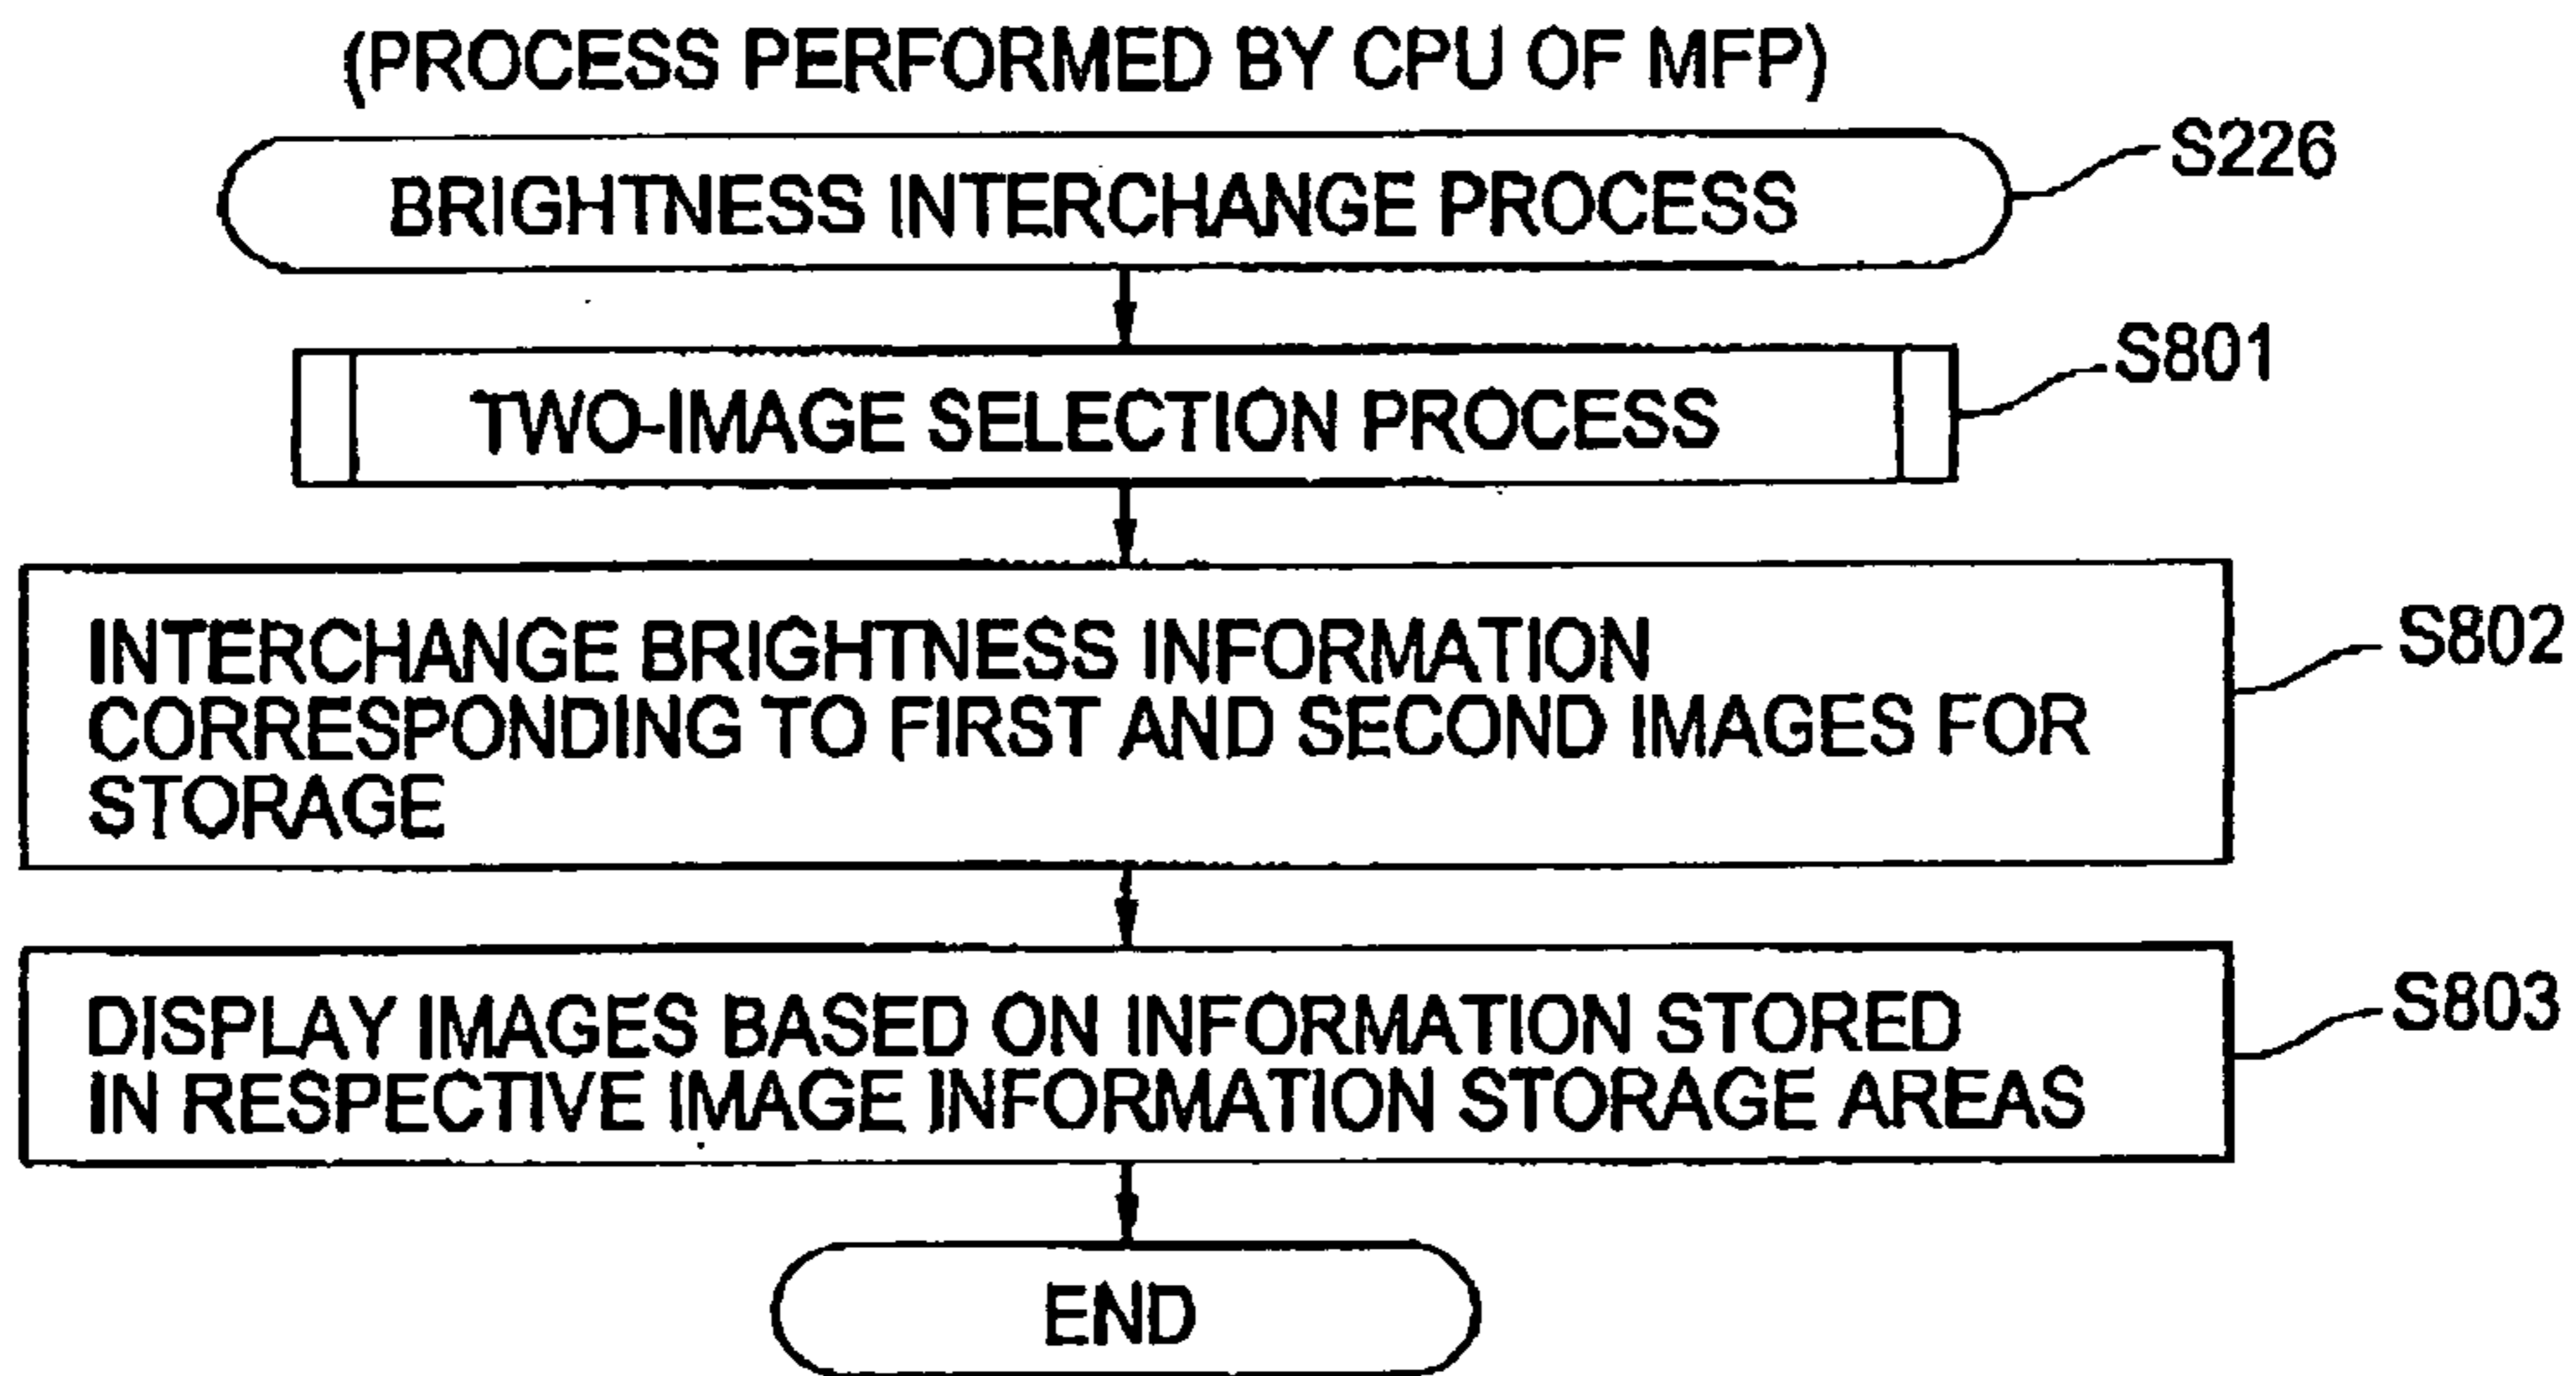 (PROCESS PERFORMED BY CPU OF MFP)
S226
BRIGHTNESS INTERCHANGE PROCESS
S801
TWO-IMAGE SELECTION PROCESS
S802
INTERCHANGE BRIGHTNESS INFORMATION
CORRESPONDING TO FIRST AND SECOND IMAGES FOR
STORAGE
S803
DISPLAY IMAGES BASED ON INFORMATION STORED
IN RESPECTIVE IMAGE INFORMATION STORAGE AREAS
END